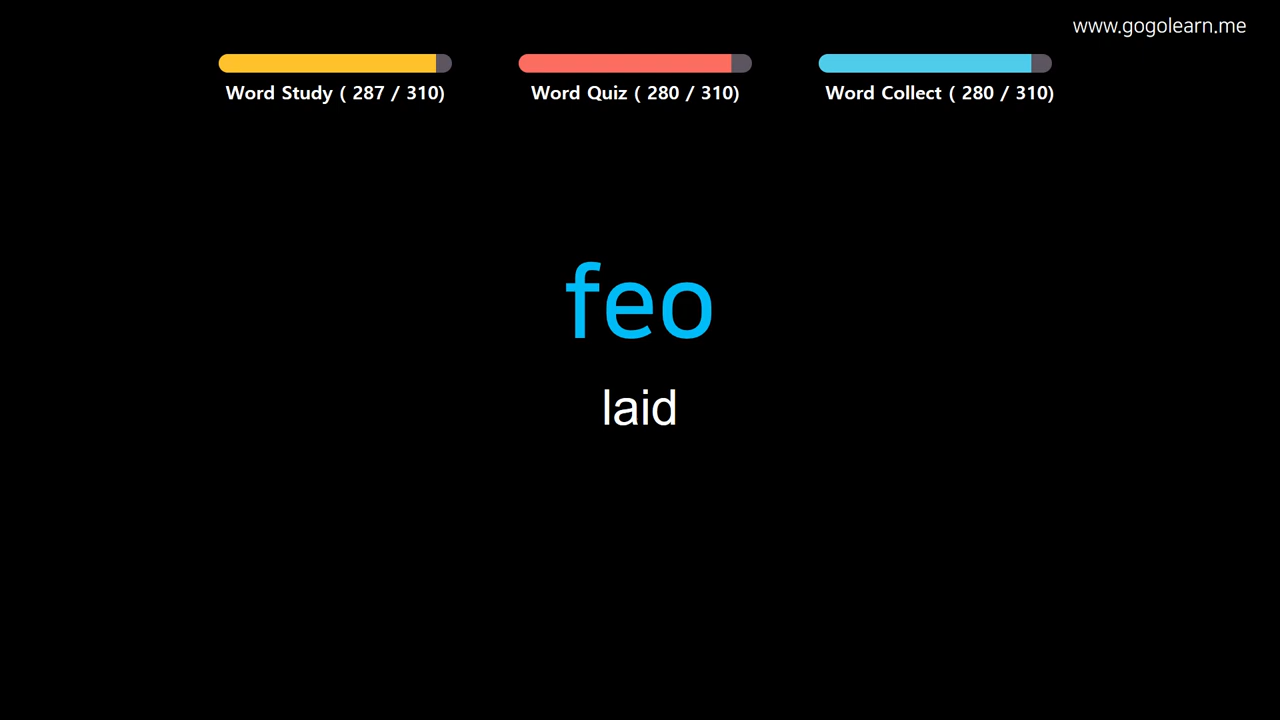 www.gogolearn.me
Word Study ( 287 / 310)
Word Quiz ( 280 / 310)
Word Collect ( 280 / 310)
feo
laid